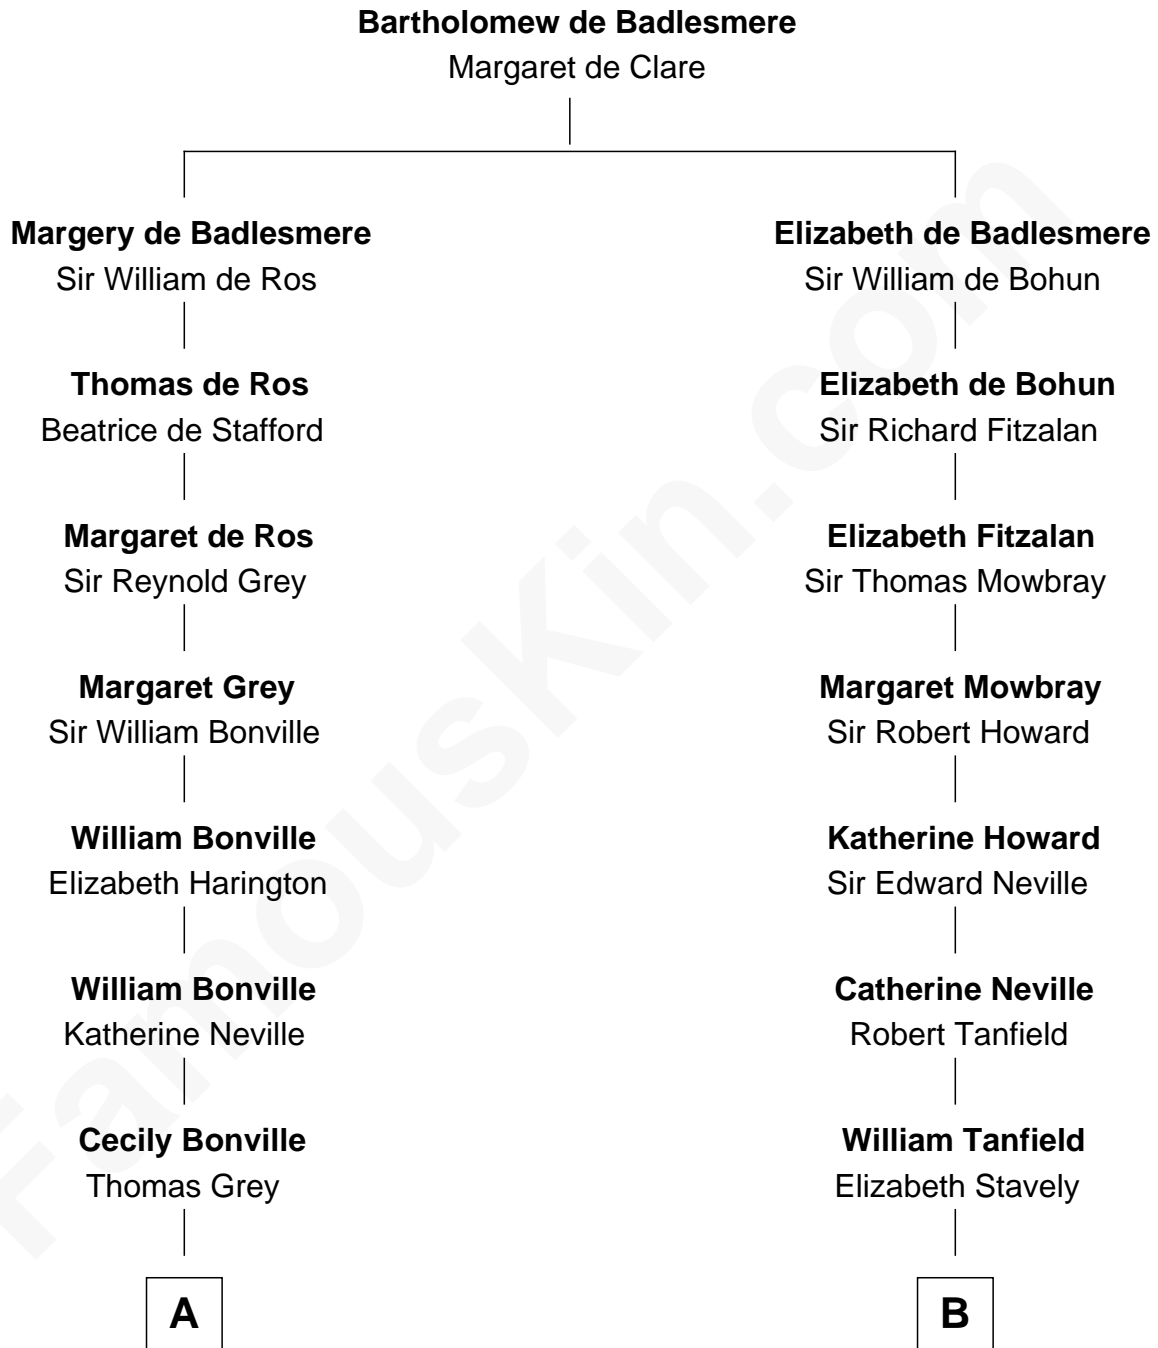 Bartholomew de Badlesmere
Margaret de Clare
Margery de Badlesmere
Sir William de Ros
Elizabeth de Badlesmere
Sir William de Bohun
Thomas de Ros
Beatrice de Stafford
Elizabeth de Bohun
Sir Richard Fitzalan
Margaret de Ros
Sir Reynold Grey
Elizabeth Fitzalan
Sir Thomas Mowbray
Margaret Grey
Sir William Bonville
Margaret Mowbray
Sir Robert Howard
William Bonville
Elizabeth Harington
Katherine Howard
Sir Edward Neville
William Bonville
Katherine Neville
Catherine Neville
Robert Tanfield
Cecily Bonville
Thomas Grey
William Tanfield
Elizabeth Stavely
A
B
FamousKin.com